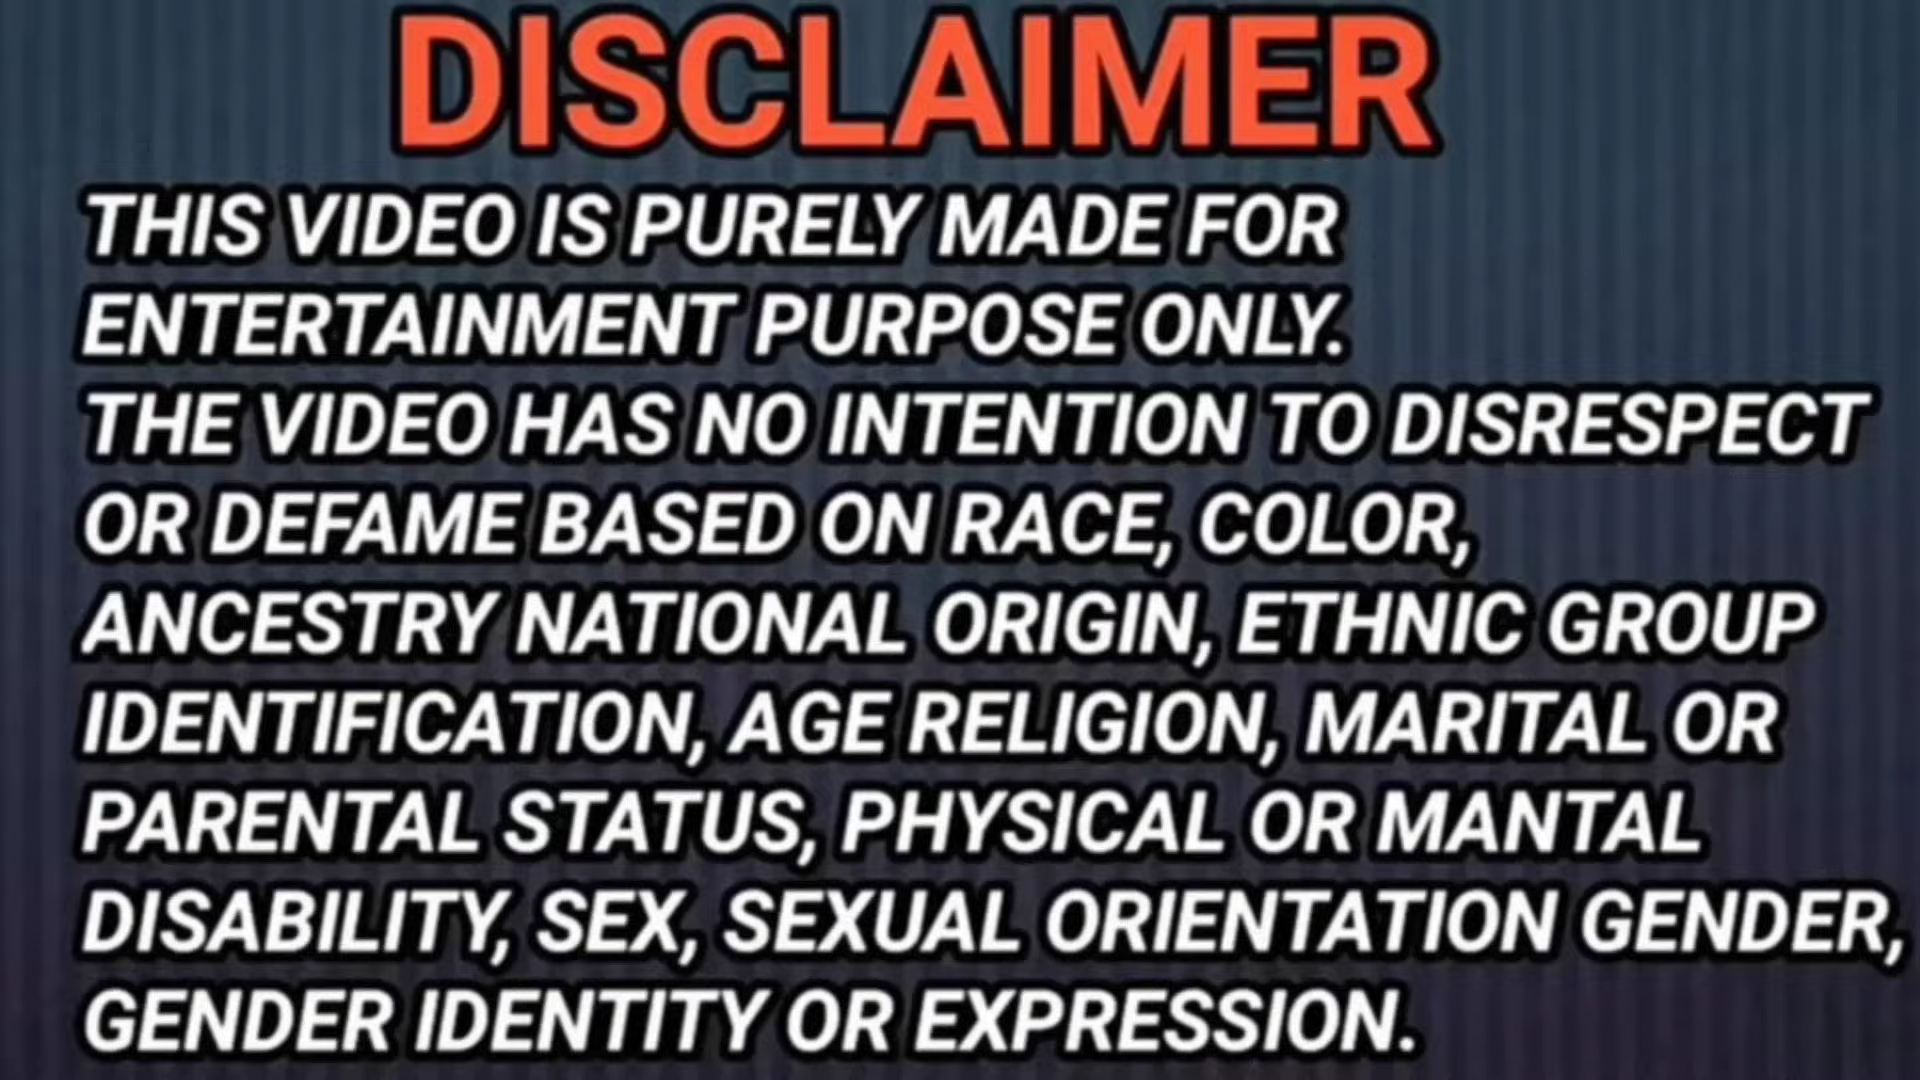 DISCLAIMER
THIS VIDEO IS PURELY MADE FOR
ENTERTAINMENT PURPOSE ONLY.
THE VIDEO HAS NO INTENTION TO DISRESPECT
OR DEFAME BASED ON RACE, COLOR,
ANCESTRY NATIONAL ORIGIN, ETHNIC GROUP
IDENTIFICATION, AGE RELIGION, MARITAL OR
PARENTAL STATUS, PHYSICAL OR MANTAL
DISABILITY, SEX, SEXUAL ORIENTATION GENDER,
GENDER IDENTITY OR EXPRESSION.